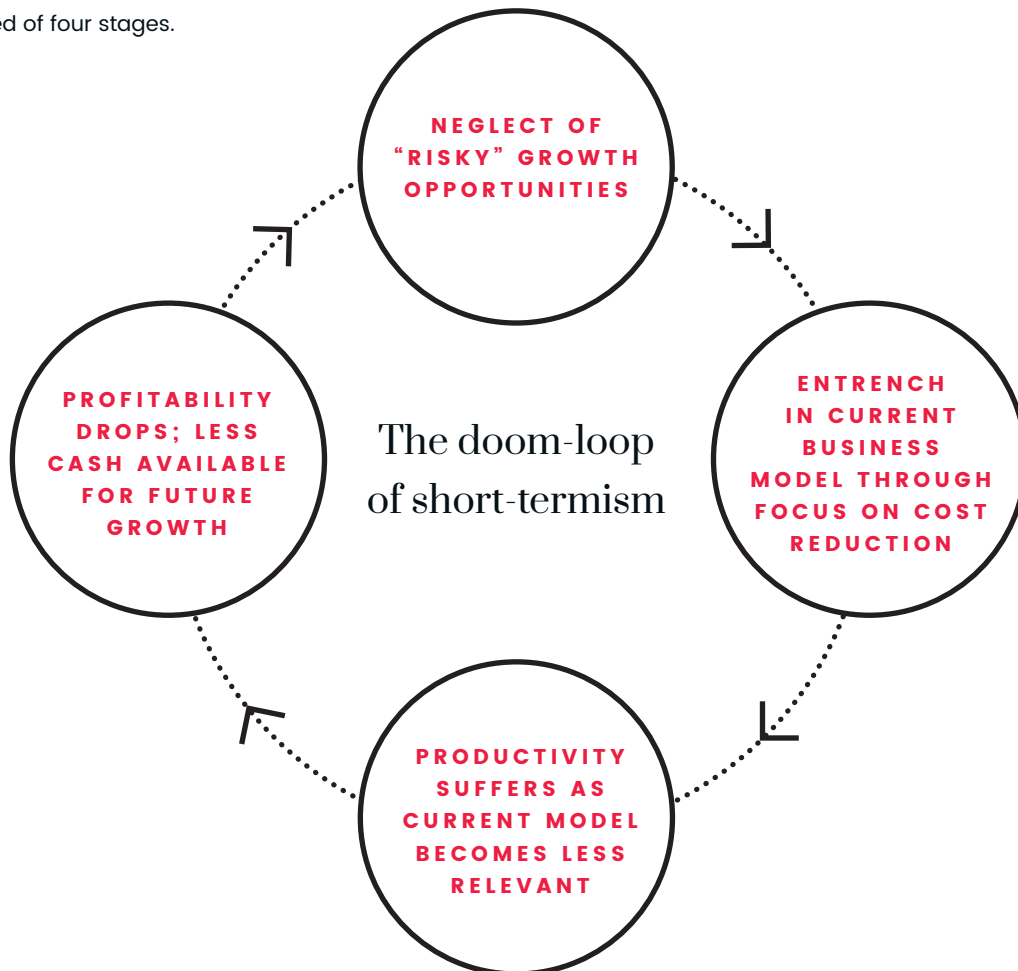 ed of four stages.
NEGLECT OF
“RISKY” GROWTH
OPPORTUNITIES
ENTRENCH
IN CURRENT
BUSINESS
MODEL THROUGH
FOCUS ON COST
REDUCTION
PRODUCTIVITY
SUFFERS AS
CURRENT MODEL
BECOMES LESS
RELEVANT
PROFITABILITY
DROPS; LESS
CASH AVAILABLE
FOR FUTURE
GROWTH
The doom-loop
of short-termism